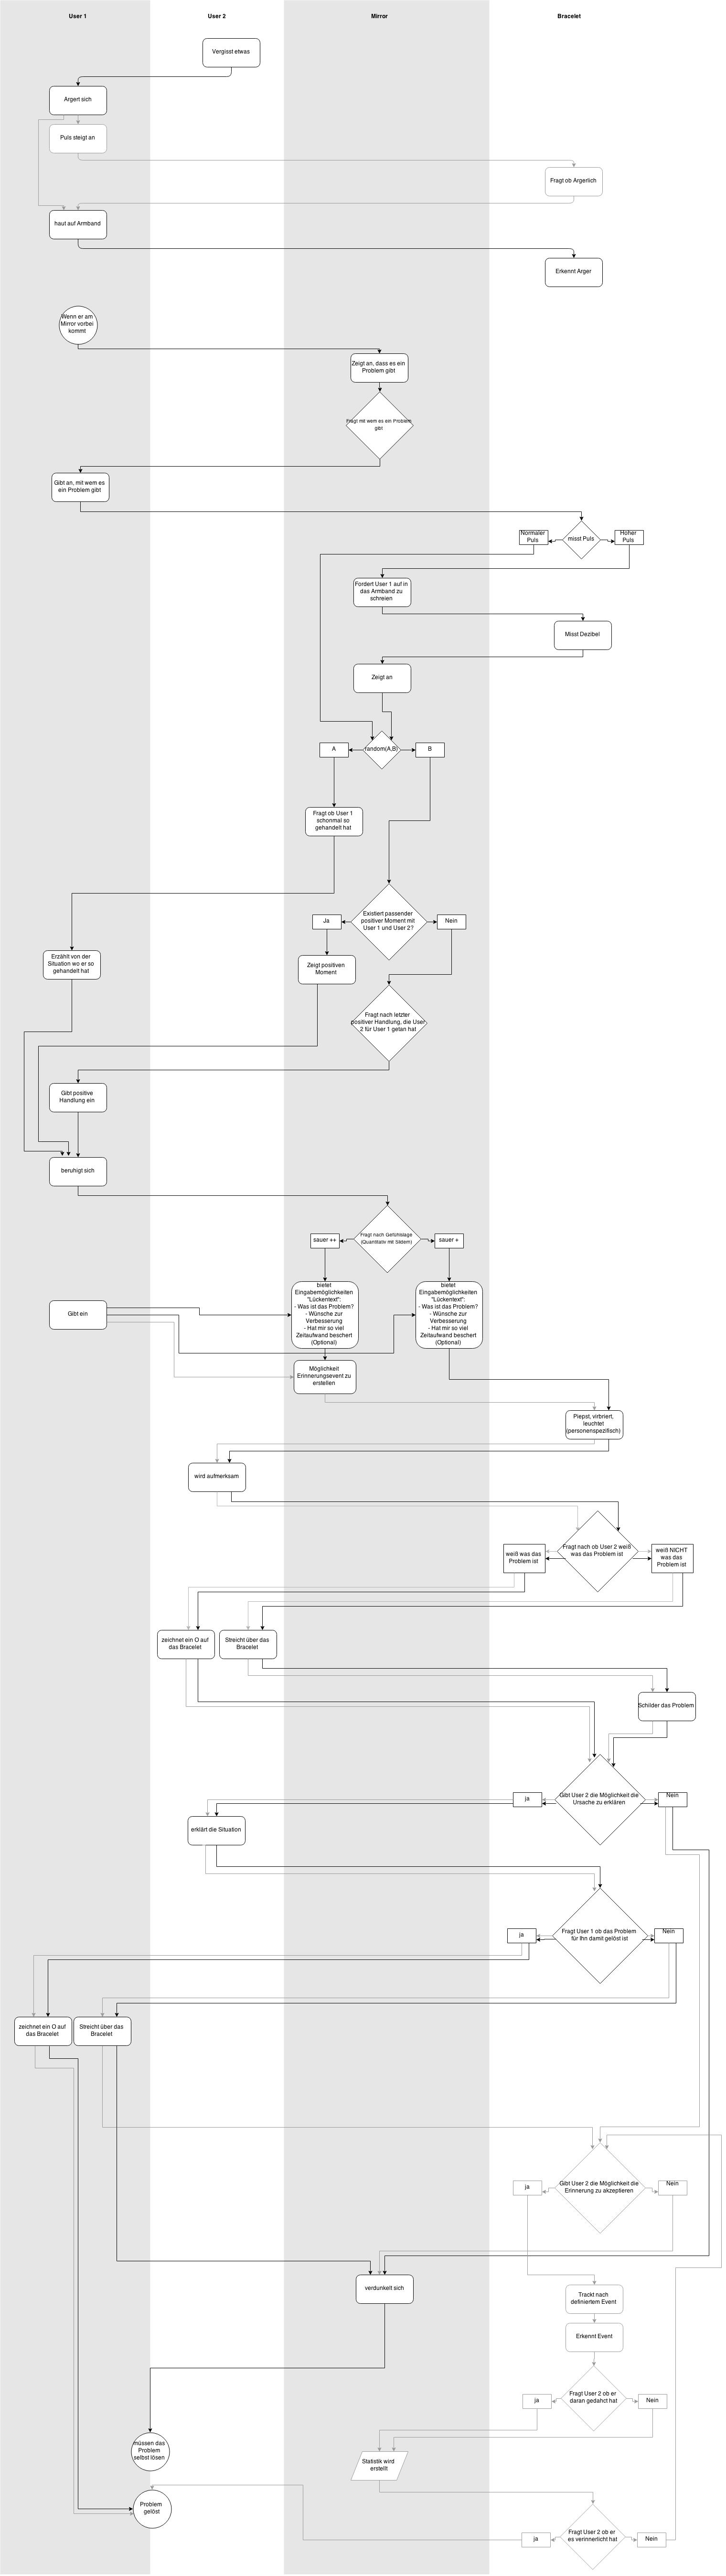 User 1
User 2
Mirror
Bracelet
Vergisst etwas
Ärgert sich
Puls steigt an
Fragt ob Ärgerlich
haut auf Armband
Erkennt Ärger
Wenn er am
Mirror vorbei
kommt
Zeigt an, dass es ein
Problem gibt
Fragt mit wem es ein Problem
gibt
Gibt an, mit wem es
ein Problem gibt
Normaler
Puls
misst Puls
Hoher
Puls
Fordert User 1 auf in
das Armband zu
schreien
Misst Dezibel
Zeigt an
A
random(A,B)
B
Fragt ob User 1
schonmal so
gehandelt hat
Existiert passender
positiver Moment mit
User 1 und User 2?
Ja
Nein
Erzählt von der
Situation wo er so
gehandelt hat
Zeigt positiven
Moment
Fragt nach letzter
positiver Handlung, die User
2 für User 1 getan hat
Gibt positive
Handlung ein
beruhigt sich
Fragt nach Gefühlslage
(Quantitativ mit Slidern)
sauer ++
sauer +
Gibt ein
bietet
Eingabemöglichkeiten
"Lückentext":
- Was ist das Problem?
- Wünsche zur
Verbesserung
- Hat mir so viel
Zeitaufwand beschert
(Optional)
bietet
Eingabemöglichkeiten
"Lückentext":
- Was ist das Problem?
- Wünsche zur
Verbesserung
- Hat mir so viel
Zeitaufwand beschert
(Optional)
Möglichkeit
Erinnerungsevent zu
erstellen
Piepst, virbriert,
leuchtet
(personenspezifisch)
wird aufmerksam
Fragt nach ob User 2 weiß
was das Problem ist
weiß was das
Problem ist
weiß NICHT
was das
Problem ist
zeichnet ein O auf
das Bracelet
Streicht über das
Bracelet
Schilder das Problem
Gibt User 2 die Möglichkeit die
Ursache zu erklären
ja
Nein
erklärt die Situation
Fragt User 1 ob das Problem
für Ihn damit gelöst ist
ja
Nein
zeichnet ein O auf
das Bracelet
Streicht über das
Bracelet
Gibt User 2 die Möglichkeit die
Erinnerung zu akzeptieren
ja
Nein
verdunkelt sich
Trackt nach
definiertem Event
Erkennt Event
Fragt User 2 ob er
daran gedahct hat
ja
Nein
müssen das
Problem
selbst lösen
Statistik wird
erstellt
Problem
gelöst
Fragt User 2 ob er
es verinnerlicht hat
ja
Nein